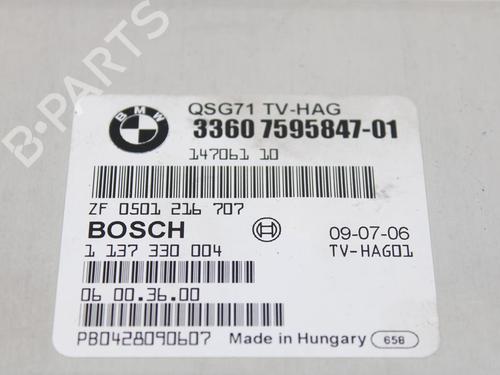 BMW
QSG71 TV-HAG
3360 7595847-01
147061 10
ZF 0501 216 707
BOSCH
09-07-06
1 137 330 004
TV-HAG01
06 00.36.00
PB0428090607
Made in Hungary
658
B-PARTS